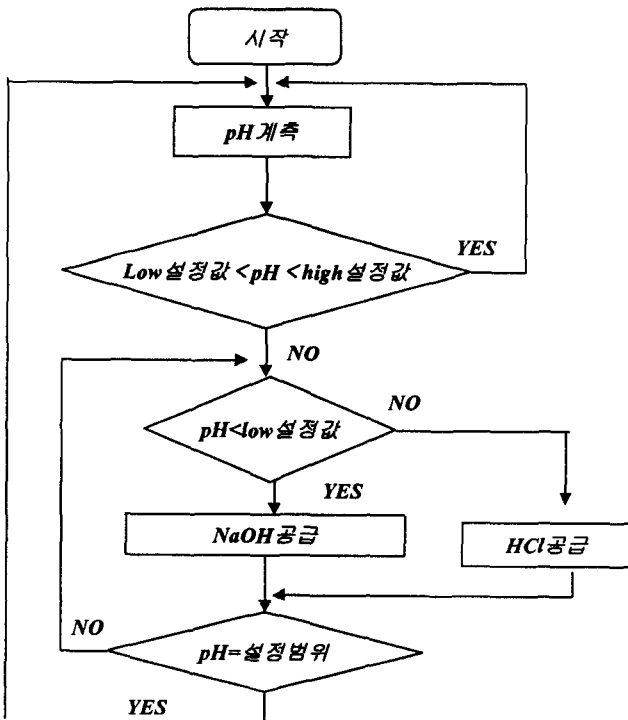 시작
pH계측
Low설정값<pH<high설정값
YES
NO
pH<low설정값
NO
YES
NaOH공급
HCl공급
NO
pH=설정범위
YES